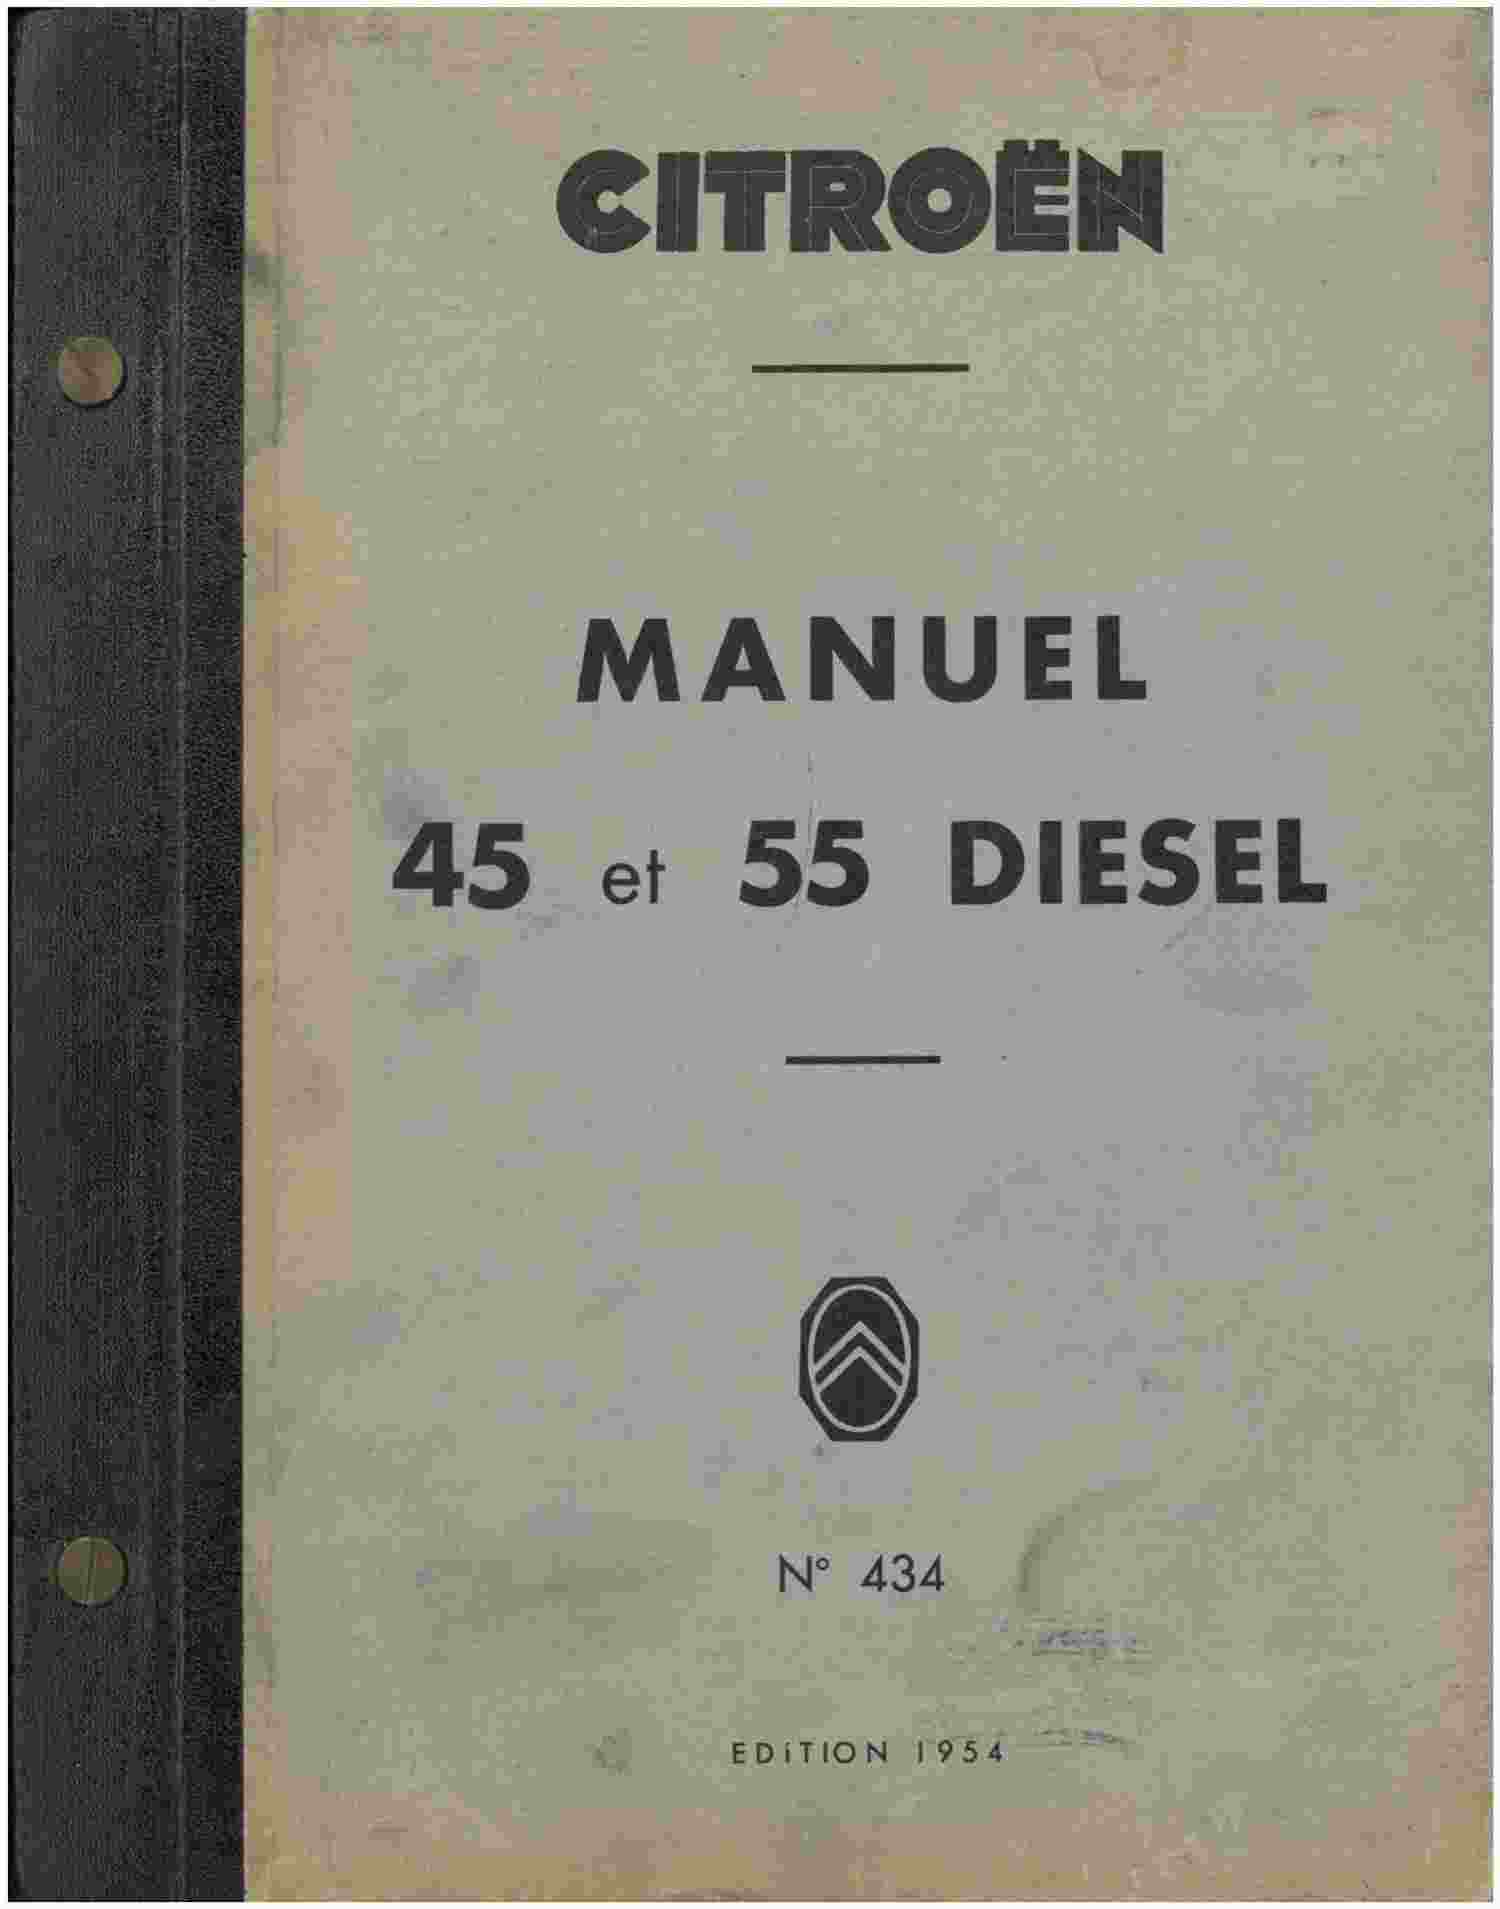 CITROËN
MANUEL
45 et 55 DIESEL
N° 434
EDiTION 1954